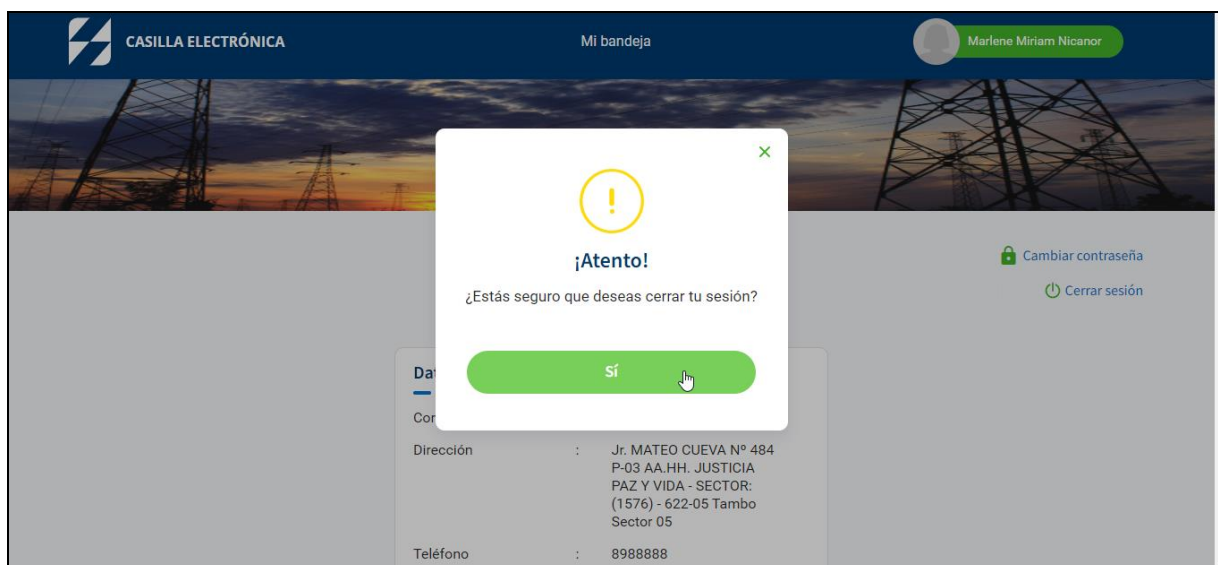 CASILLA ELECTRÓNICA
Mi bandeja
Marlene Miriam Nicanor
¡Atento!
¿Estás seguro que deseas cerrar tu sesión?
Sí
Cambiar contraseña
Cerrar sesión
Dirección : Jr. MATEO CUEVA Nº 484
P-03 AA.HH. JUSTICIA
PAZ Y VIDA - SECTOR:
(1576) - 622-05 Tambo
Sector 05
Teléfono : 8988888